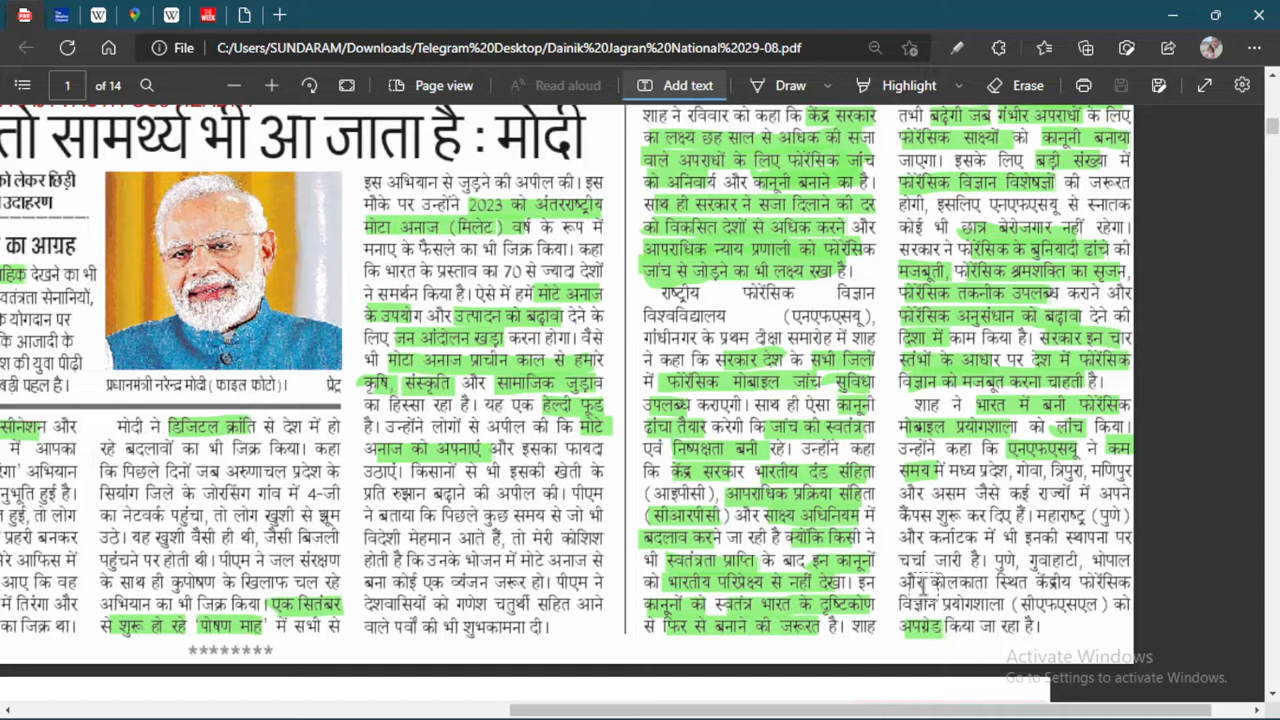 File
C:/Users/SUNDARAM/Downloads/Telegram%20Desktop/Dainik%20Jagran%20National%2029-08.pdf
1 of 14
Page view
Read aloud
Add text
Draw
Highlight
Erase
तो सामर्थ्य भी आ जाता है : मोदी
को लेकर छिड़ी
उदाहरण
का आग्रह
देखने का भी
स्वतंत्रता सेनानियों,
के योगदान पर
कि आजादी के
श की युवा पीढ़ी
बड़ी पहल है।
प्रधानमंत्री नरेन्द्र मोदी (फाइल फोटो)। प्रेट्र
सीनेशन और
में आपका
अभियान
नुभूति हुई है।
हुई, तो लोग
प्रहरी बनकर
रे आफिस में
आए कि वह
में तिरंगा और
का जिक्र था।
मोदी ने डिजिटल क्रांति से देश में हो
रहे बदलावों का भी जिक्र किया। कहा
कि पिछले दिनों जब अरुणाचल प्रदेश के
सियांग जिले के जोरसिंग गांव में 4-जी
का नेटवर्क पहुंचा, तो लोग खुशी से झूम
उठे। यह खुशी वैसी ही थी, जैसी बिजली
पहुंचने पर होती थी। पीएम ने जल संरक्षण
के साथ ही कुपोषण के खिलाफ चल रहे
अभियान का भी जिक्र किया। एक सितंबर
से शुरू हो रहे 'पोषण माह' में सभी से
********
इस अभियान से जुड़ने की अपील की। इस
मौके पर उन्होंने 2023 को अंतरराष्ट्रीय
मोटा अनाज (मिलेट) वर्ष के रूप में
मनाए के फैसले का भी जिक्र किया। कहा
कि भारत के प्रस्ताव का 70 से ज्यादा देशों
ने समर्थन किया है। ऐसे में हमें मोटे अनाज
के उपयोग और उत्पादन को बढ़ावा देने के
लिए जन आंदोलन खड़ा करना होगा। वैसे
भी मोटा अनाज प्राचीन काल से हमारे
कृषि, संस्कृति और सामाजिक जुड़ाव
का हिस्सा रहा है। यह एक हेल्दी फूड
है। उन्होंने लोगों से अपील की कि मोटे
अनाज को अपनाएं और इसका फायदा
उठाएं। किसानों से भी इसकी खेती के
प्रति रुझान बढ़ाने की अपील की। पीएम
ने बताया कि पिछले कुछ समय से जो भी
विदेशी मेहमान आते हैं, तो मेरी कोशिश
होती है कि उनके भोजन में मोटे अनाज से
बना कोई एक व्यंजन जरूर हो। पीएम ने
देशवासियों को गणेश चतुर्थी सहित आने
वाले पर्वों की भी शुभकामना दी।
शाह ने रविवार को कहा कि केंद्र सरकार
का लक्ष्य छह साल से अधिक की सजा
वाले अपराधों के लिए फोरेंसिक जांच
को अनिवार्य और कानूनी बनाने का है।
साथ ही सरकार ने सजा दिलाने की दर
को विकसित देशों से अधिक करने और
आपराधिक न्याय प्रणाली को फोरेंसिक
जांच से जोड़ने का भी लक्ष्य रखा है।
राष्ट्रीय फोरेंसिक विज्ञान
विश्वविद्यालय (एनएफएसयू),
गांधीनगर के प्रथम दीक्षा समारोह में शाह
ने कहा कि सरकार देश के सभी जिलों
में फोरेंसिक मोबाइल जांच सुविधा
उपलब्ध कराएगी। साथ ही ऐसा कानूनी
ढांचा तैयार करेगी कि जांच की स्वतंत्रता
एवं निष्पक्षता बनी रहे। उन्होंने कहा
कि केंद्र सरकार भारतीय दंड संहिता
(आइपीसी), आपराधिक प्रक्रिया संहिता
(सीआरपीसी) और साक्ष्य अधिनियम में
बदलाव करने जा रही है क्योंकि किसी ने
भी स्वतंत्रता प्राप्ति के बाद इन कानूनों
को भारतीय परिप्रेक्ष्य से नहीं देखा। इन
कानूनों को स्वतंत्र भारत के दृष्टिकोण
से फिर से बनाने की जरूरत है। शाह
तभी बढ़ेगी जब गंभीर अपराधों के लिए
फोरेंसिक साक्ष्यों को कानूनी बनाया
जाएगा। इसके लिए बड़ी संख्या में
फोरेंसिक विज्ञान विशेषज्ञों की जरूरत
होगी, इसलिए एनएफएसयू से स्नातक
कोई भी छात्र बेरोजगार नहीं रहेगा।
सरकार ने फोरेंसिक के बुनियादी ढांचे की
मजबूती, फोरेंसिक श्रमशक्ति का सृजन,
फोरेंसिक तकनीक उपलब्ध कराने और
फोरेंसिक अनुसंधान को बढ़ावा देने की
दिशा में काम किया है। सरकार इन चार
स्तंभों के आधार पर देश में फोरेंसिक
विज्ञान को मजबूत करना चाहती है।
शाह ने भारत में बनी फोरेंसिक
मोबाइल प्रयोगशाला को लांच किया।
उन्होंने कहा कि एनएफएसयू ने कम
समय में मध्य प्रदेश, गोवा, त्रिपुरा, मणिपुर
और असम जैसे कई राज्यों में अपने
कैंपस शुरू कर दिए हैं। महाराष्ट्र (पुणे)
और कर्नाटक में भी इनकी स्थापना पर
चर्चा जारी है। पुणे, गुवाहाटी, भोपाल
और कोलकाता स्थित केंद्रीय फोरेंसिक
विज्ञान प्रयोगशाला (सीएफएसएल) को
अपग्रेड किया जा रहा है।
Activate Windows
Go to Settings to activate Windows.